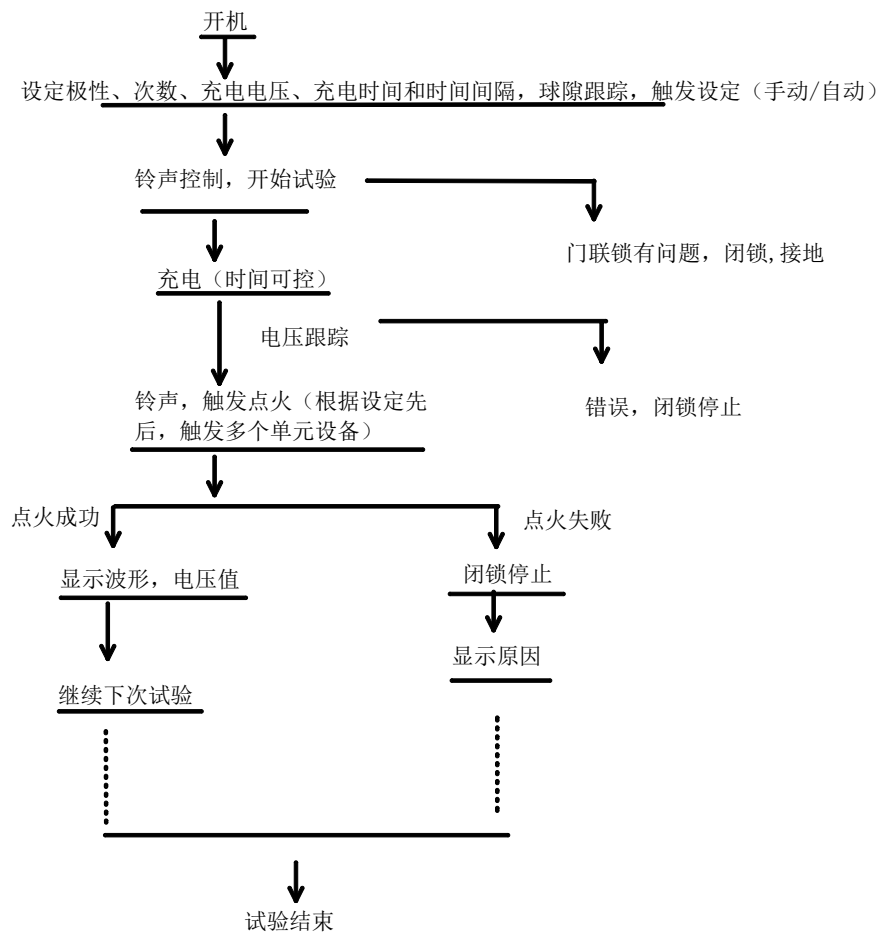 开机
设定极性、次数、充电电压、充电时间和时间间隔，球隙跟踪，触发设定（手动/自动）
铃声控制，开始试验
门联锁有问题，闭锁,接地
充电（时间可控）
电压跟踪
铃声，触发点火（根据设定先
后，触发多个单元设备）
错误，闭锁停止
点火成功
点火失败
显示波形，电压值
闭锁停止
显示原因
继续下次试验
试验结束